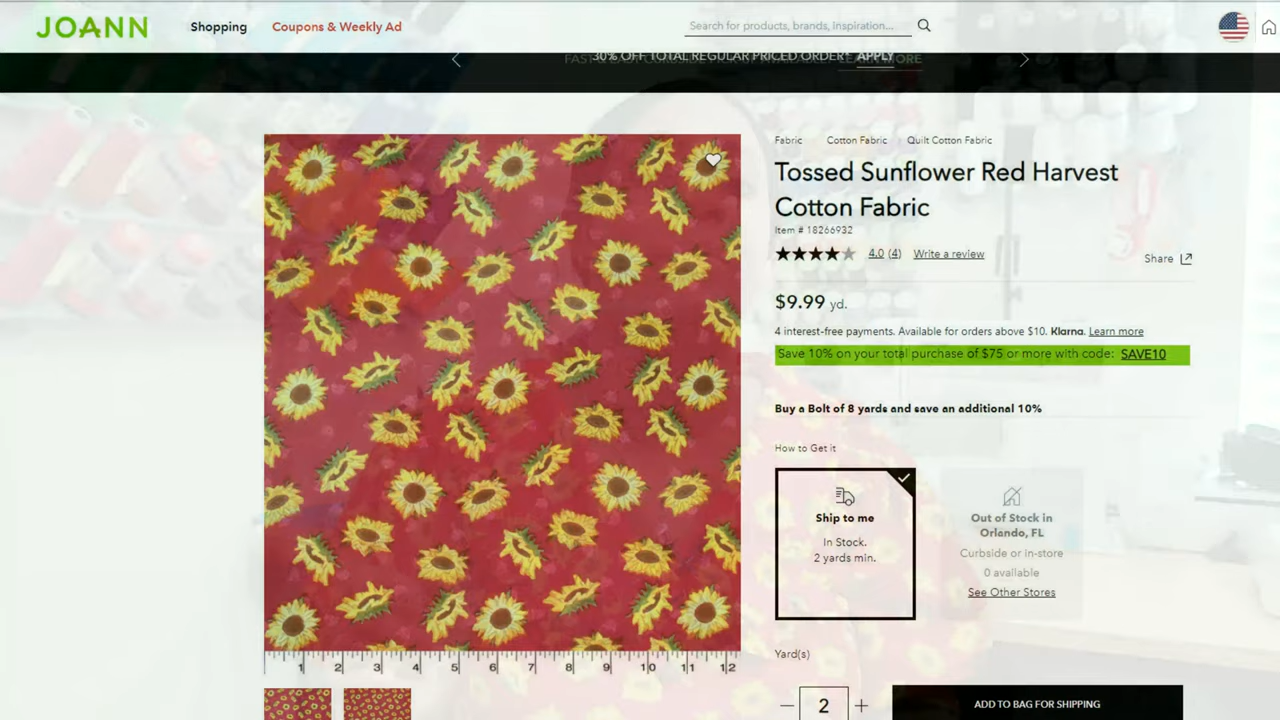 JOANN
Shopping
Coupons & Weekly Ad
Search for products, brands, inspiration...
30% OFF TOTAL REGULAR PRICED ORDER* APPLY
Fabric Cotton Fabric Quilt Cotton Fabric
Tossed Sunflower Red Harvest
Cotton Fabric
Item # 18266932
4.0 (4) Write a review
Share
$9.99 yd.
4 interest-free payments. Available for orders above $10. Klarna. Learn more
Save 10% on your total purchase of $75 or more with code: SAVE10
Buy a Bolt of 8 yards and save an additional 10%
How to Get it
Ship to me
In Stock.
2 yards min.
Out of Stock in
Orlando, FL
Curbside or in-store
0 available
See Other Stores
1 2 3 4 5 6 7 8 9 10 11 12
Yard(s)
2
ADD TO BAG FOR SHIPPING